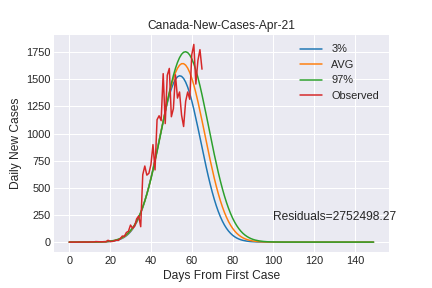 Canada-New-Cases-Apr-21
3%
AVG
97%
Observed
1750
1500
1250
1000
750
500
250
0
Daily New Cases
Residuals=2752498.27
0 20 40 60 80 100 120 140
Days From First Case